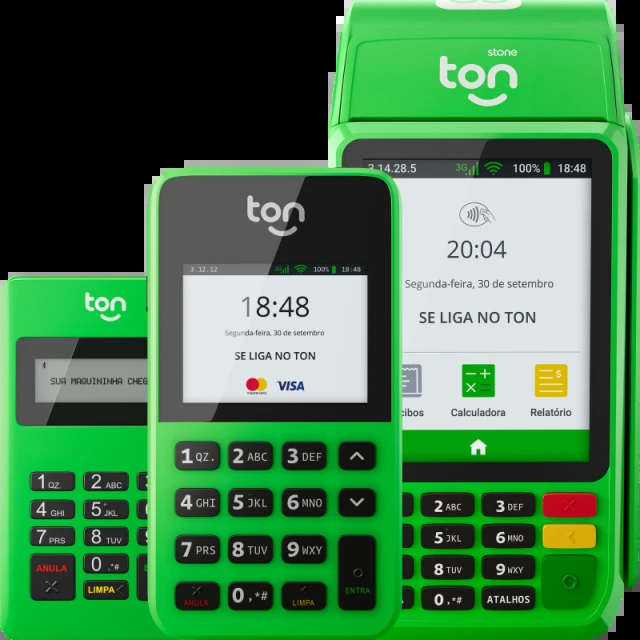 stone
ton
3.14.28.5 3G 100% 18:48
20:04
Segunda-feira, 30 de setembro
SE LIGA NO TON
Calculadora
Relatório
2 ABC 3 DEF
5 JKL 6 MNO
8 TUV 9 WXY
0 ,*# ATALHOS
ton
3.12.12 3G 100% 18:48
18:48
Segunda-feira, 30 de setembro
SE LIGA NO TON
mastercard VISA
1 QZ. 2 ABC 3 DEF
4 GHI 5 JKL 6 MNO
7 PRS 8 TUV 9 WXY
ANULA 0 ,*# LIMPA ENTRA
ton
SUA MAQUININHA CHEG
1 QZ. 2 ABC
4 GHI 5 JKL
7 PRS 8 TUV
ANULA 0 .*#
LIMPA